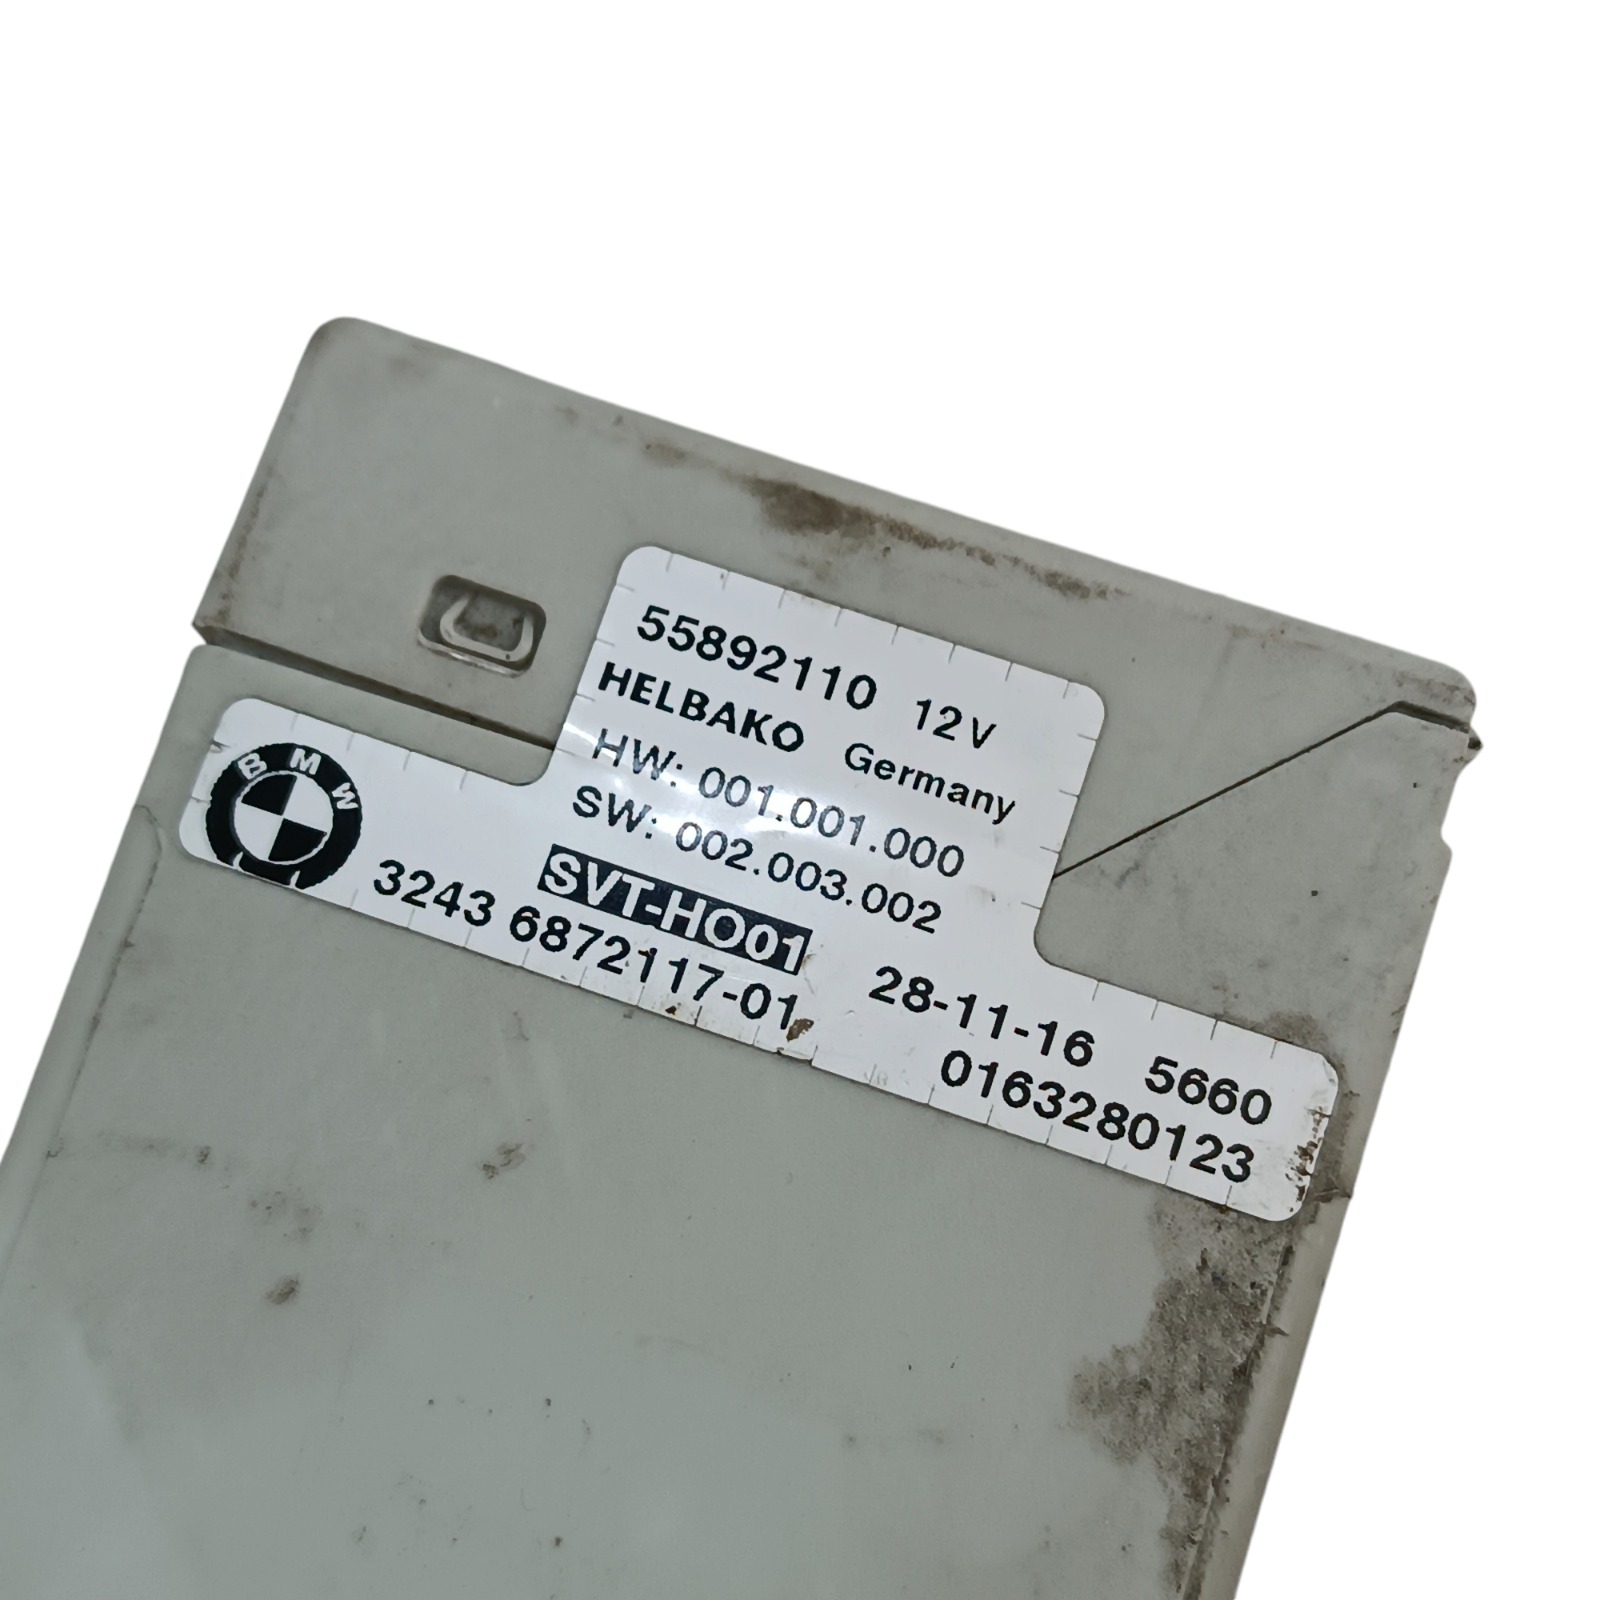 55892110 12V
HELBAKO Germany
HW: 001.001.000
SW: 002.003.002
BMW
SVT-HO01 28-11-16 5660
3243 6872117-01 0163280123